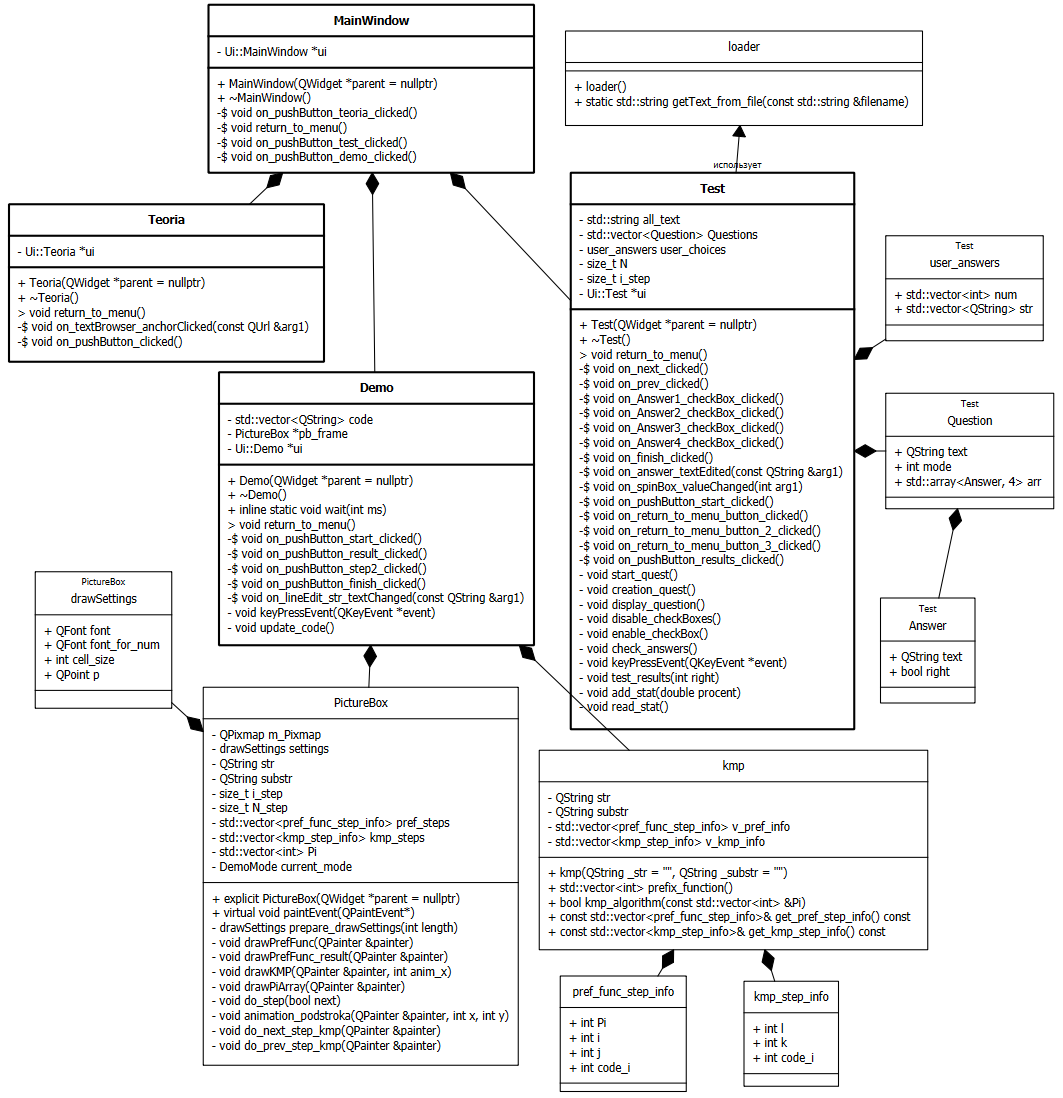 MainWindow
- Ui::MainWindow *ui
+ MainWindow(QWidget *parent = nullptr)
+ ~MainWindow()
-$ void on_pushButton_teoria_clicked()
-$ void return_to_menu()
-$ void on_pushButton_test_clicked()
-$ void on_pushButton_demo_clicked()
loader
+ loader()
+ static std::string getText_from_file(const std::string &filename)
использует
Teoria
- Ui::Teoria *ui
+ Teoria(QWidget *parent = nullptr)
+ ~Teoria()
> void return_to_menu()
-$ void on_textBrowser_anchorClicked(const QUrl &arg1)
-$ void on_pushButton_clicked()
Test
- std::string all_text
- std::vector<Question> Questions
- user_answers user_choices
- size_t N
- size_t i_step
- Ui::Test *ui
+ Test(QWidget *parent = nullptr)
+ ~Test()
> void return_to_menu()
-$ void on_next_clicked()
-$ void on_prev_clicked()
-$ void on_Answer1_checkBox_clicked()
-$ void on_Answer2_checkBox_clicked()
-$ void on_Answer3_checkBox_clicked()
-$ void on_Answer4_checkBox_clicked()
-$ void on_finish_clicked()
-$ void on_answer_textEdited(const QString &arg1)
-$ void on_spinBox_valueChanged(int arg1)
-$ void on_pushButton_start_clicked()
-$ void on_return_to_menu_button_clicked()
-$ void on_return_to_menu_button_2_clicked()
-$ void on_return_to_menu_button_3_clicked()
-$ void on_pushButton_results_clicked()
- void start_quest()
- void creation_quest()
- void display_question()
- void disable_checkBoxes()
- void enable_checkBox()
- void check_answers()
- void keyPressEvent(QKeyEvent *event)
- void test_results(int right)
- void add_stat(double procent)
- void read_stat()
Test
user_answers
+ std::vector<int> num
+ std::vector<QString> str
Test
Question
+ QString text
+ int mode
+ std::array<Answer, 4> arr
Test
Answer
+ QString text
+ bool right
Demo
- std::vector<QString> code
- PictureBox *pb_frame
- Ui::Demo *ui
+ Demo(QWidget *parent = nullptr)
+ ~Demo()
+ inline static void wait(int ms)
> void return_to_menu()
-$ void on_pushButton_start_clicked()
-$ void on_pushButton_result_clicked()
-$ void on_pushButton_step2_clicked()
-$ void on_pushButton_finish_clicked()
-$ void on_lineEdit_str_textChanged(const QString &arg1)
- void keyPressEvent(QKeyEvent *event)
- void update_code()
PictureBox
drawSettings
+ QFont font
+ QFont font_for_num
+ int cell_size
+ QPoint p
PictureBox
- QPixmap m_Pixmap
- drawSettings settings
- QString str
- QString substr
- size_t i_step
- size_t N_step
- std::vector<pref_func_step_info> pref_steps
- std::vector<kmp_step_info> kmp_steps
- std::vector<int> Pi
- DemoMode current_mode
+ explicit PictureBox(QWidget *parent = nullptr)
+ virtual void paintEvent(QPaintEvent*)
- drawSettings prepare_drawSettings(int length)
- void drawPrefFunc(QPainter &painter)
- void drawPrefFunc_result(QPainter &painter)
- void drawKMP(QPainter &painter, int anim_x)
- void drawPiArray(QPainter &painter)
- void do_step(bool next)
- void animation_podstroka(QPainter &painter, int x, int y)
- void do_next_step_kmp(QPainter &painter)
- void do_prev_step_kmp(QPainter &painter)
kmp
- QString str
- QString substr
- std::vector<pref_func_step_info> v_pref_info
- std::vector<kmp_step_info> v_kmp_info
+ kmp(QString _str = "", QString _substr = "")
+ std::vector<int> prefix_function()
+ bool kmp_algorithm(const std::vector<int> &Pi)
+ const std::vector<pref_func_step_info>& get_pref_step_info() const
+ const std::vector<kmp_step_info>& get_kmp_step_info() const
pref_func_step_info
+ int Pi
+ int i
+ int j
+ int code_i
kmp_step_info
+ int l
+ int k
+ int code_i